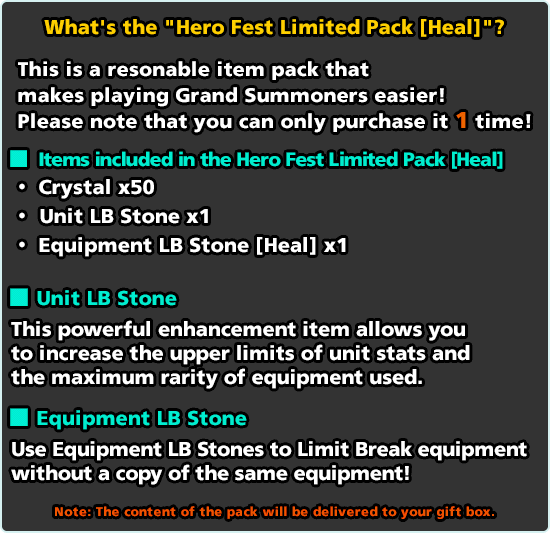 What's the "Hero Fest Limited Pack [Heal]"?
This is a resonable item pack that
makes playing Grand Summoners easier!
Please note that you can only purchase it 1 time!
Items included in the Hero Fest Limited Pack [Heal]
• Crystal x50
• Unit LB Stone x1
• Equipment LB Stone [Heal] x1
Unit LB Stone
This powerful enhancement item allows you
to increase the upper limits of unit stats and
the maximum rarity of equipment used.
Equipment LB Stone
Use Equipment LB Stones to Limit Break equipment
without a copy of the same equipment!
Note: The content of the pack will be delivered to your gift box.